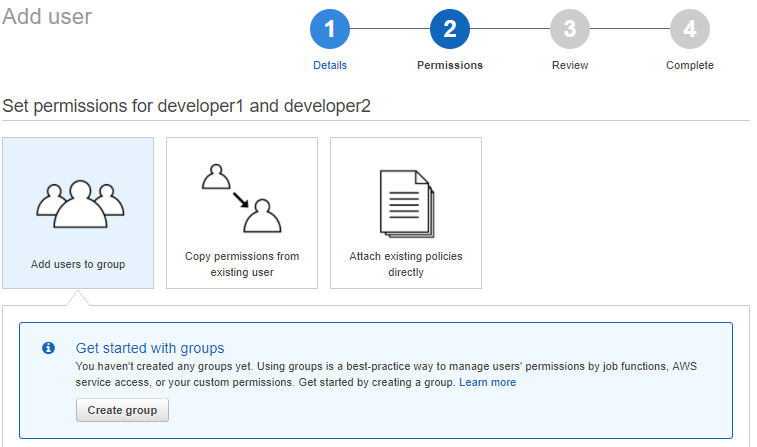 Add user
1
2
3
4
Details
Permissions
Review
Complete
Set permissions for developer1 and developer2
Add users to group
Copy permissions from
existing user
Attach existing policies
directly
Get started with groups
You haven't created any groups yet. Using groups is a best-practice way to manage users' permissions by job functions, AWS
service access, or your custom permissions. Get started by creating a group. Learn more
Create group